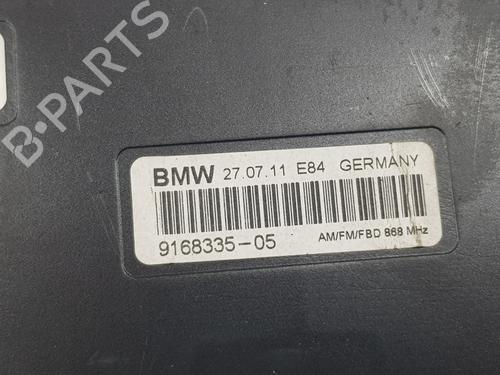 B-PARTS
BMW 27.07.11 E84 GERMANY
9168335-05 AM/FM/FBD 868 MHz